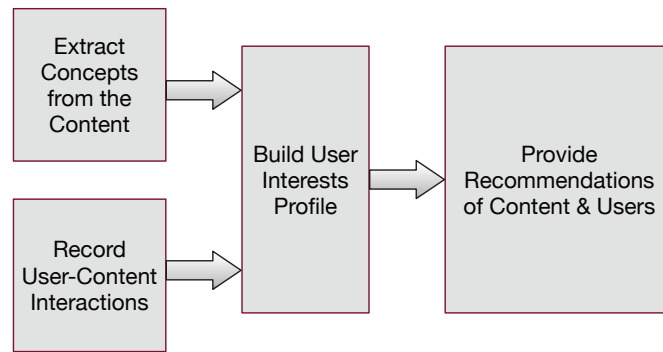 Extract
Concepts
from the
Content
Record
User-Content
Interactions
Build User
Interests
Profile
Provide
Recommendations
of Content & Users